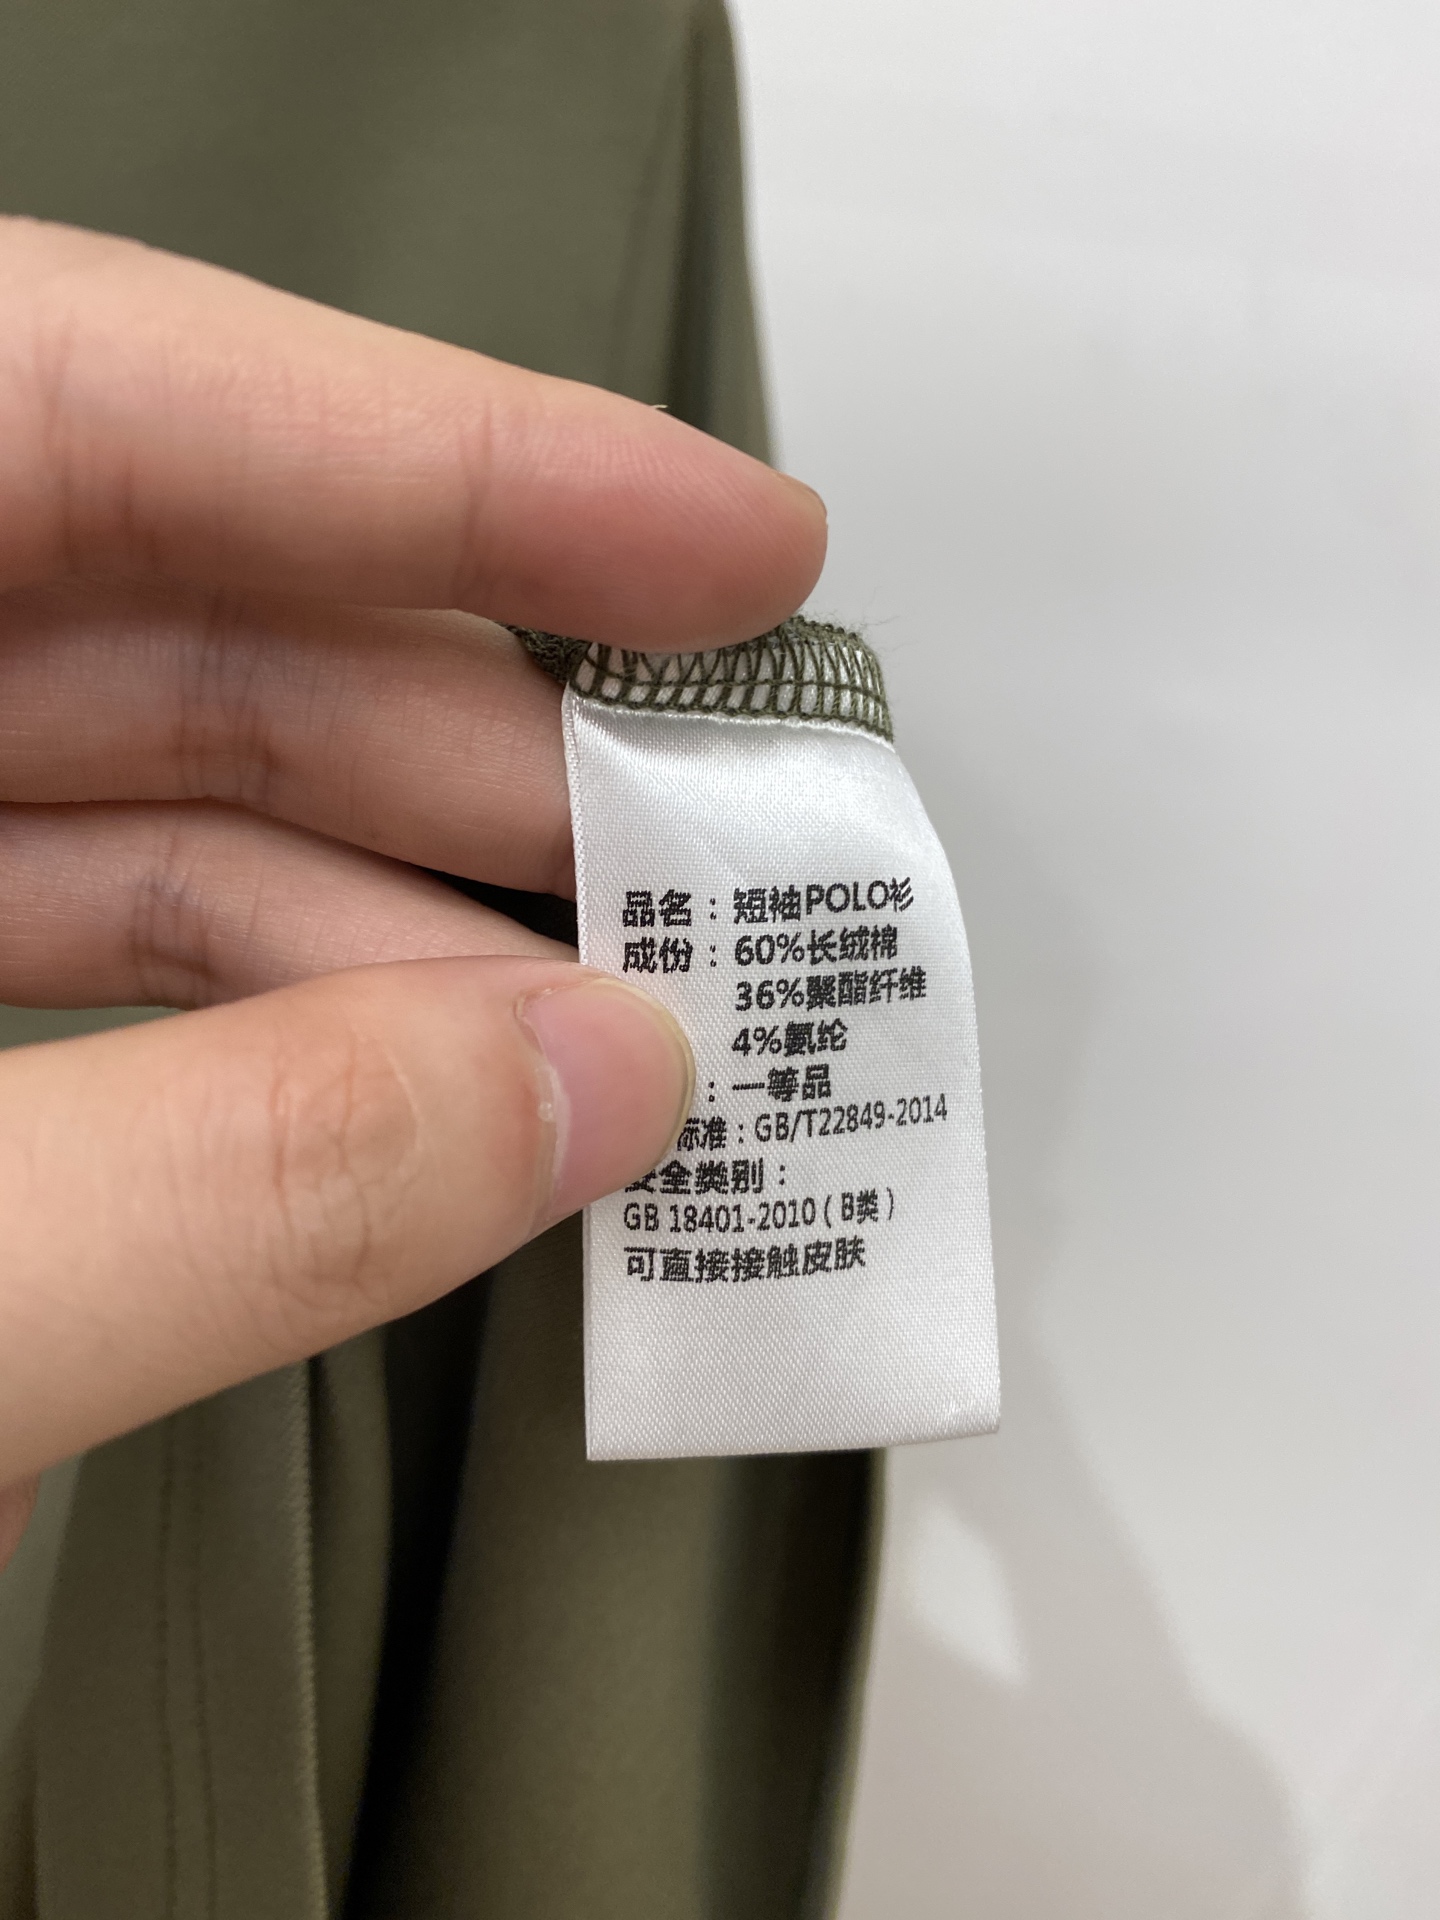 品名：短袖POLO衫
成份：60%长绒棉
36%聚酯纤维
4%氨纶
：一等品
标准：GB/T22849-2014
安全类别：
GB 18401-2010（B类）
可直接接触皮肤